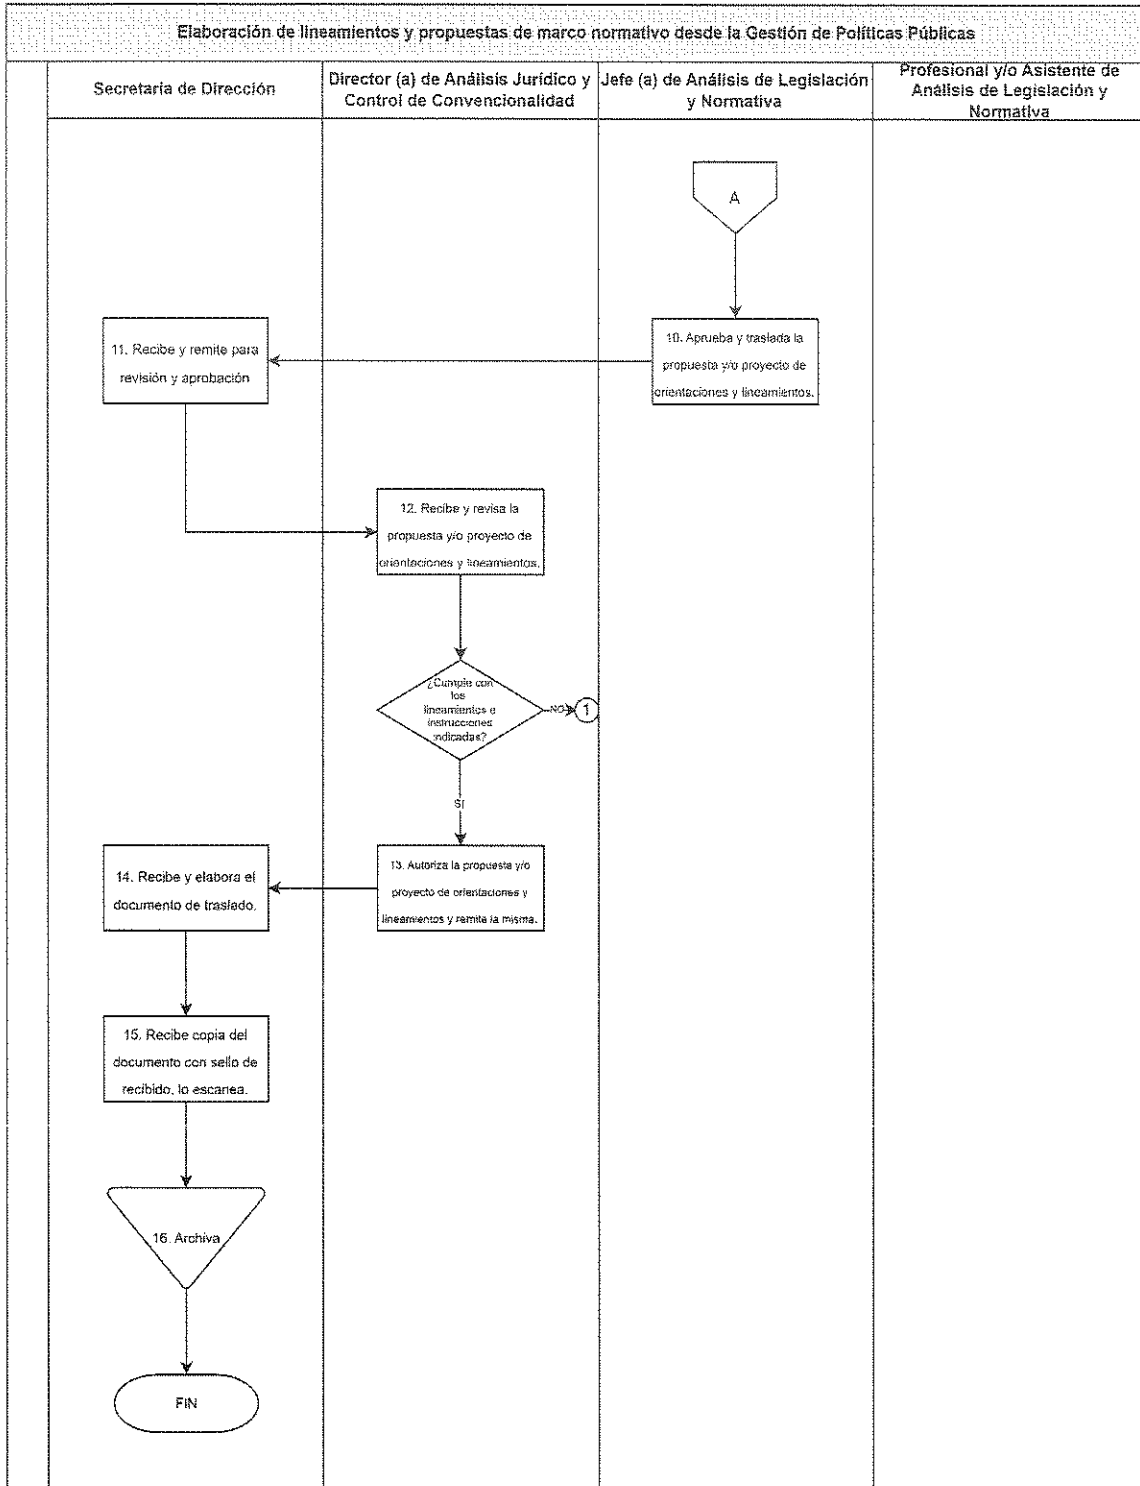 Elaboración de lineamientos y propuestas de marco normativo desde la Gestión de Políticas Públicas
Secretaria de Dirección
Director (a) de Análisis Jurídico y
Control de Convencionalidad
Jefe (a) de Análisis de Legislación
y Normativa
Profesional y/o Asistente de
Análisis de Legislación y
Normativa
A
10. Aprueba y traslada la
propuesta y/o proyecto de
orientaciones y lineamientos.
11. Recibe y remite para
revisión y aprobación
12. Recibe y revisa la
propuesta y/o proyecto de
orientaciones y lineamientos.
¿Cumple con
los
lineamientos e
instrucciones
indicadas?
NO
1
SI
13. Autoriza la propuesta y/o
proyecto de orientaciones y
lineamientos y remite la misma.
14. Recibe y elabora el
documento de traslado.
15. Recibe copia del
documento con sello de
recibido, lo escanea.
16. Archiva
FIN